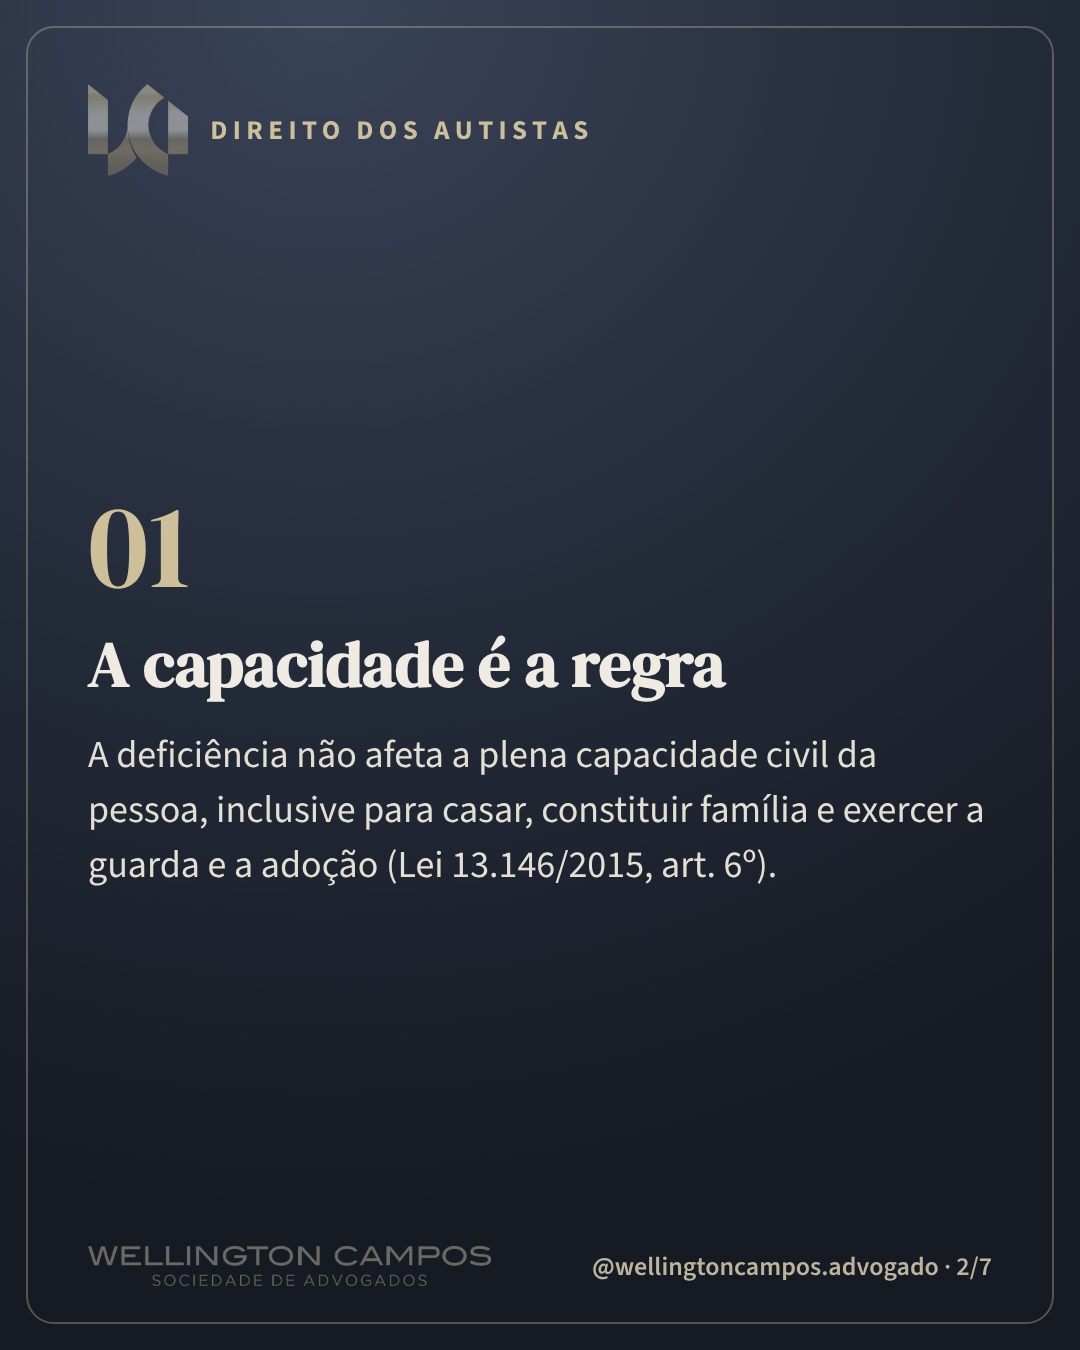 DIREITO DOS AUTISTAS
01
A capacidade é a regra
A deficiência não afeta a plena capacidade civil da
pessoa, inclusive para casar, constituir família e exercer a
guarda e a adoção (Lei 13.146/2015, art. 6º).
WELLINGTON CAMPOS
SOCIEDADE DE ADVOGADOS
@wellingtoncampos.advogado · 2/7